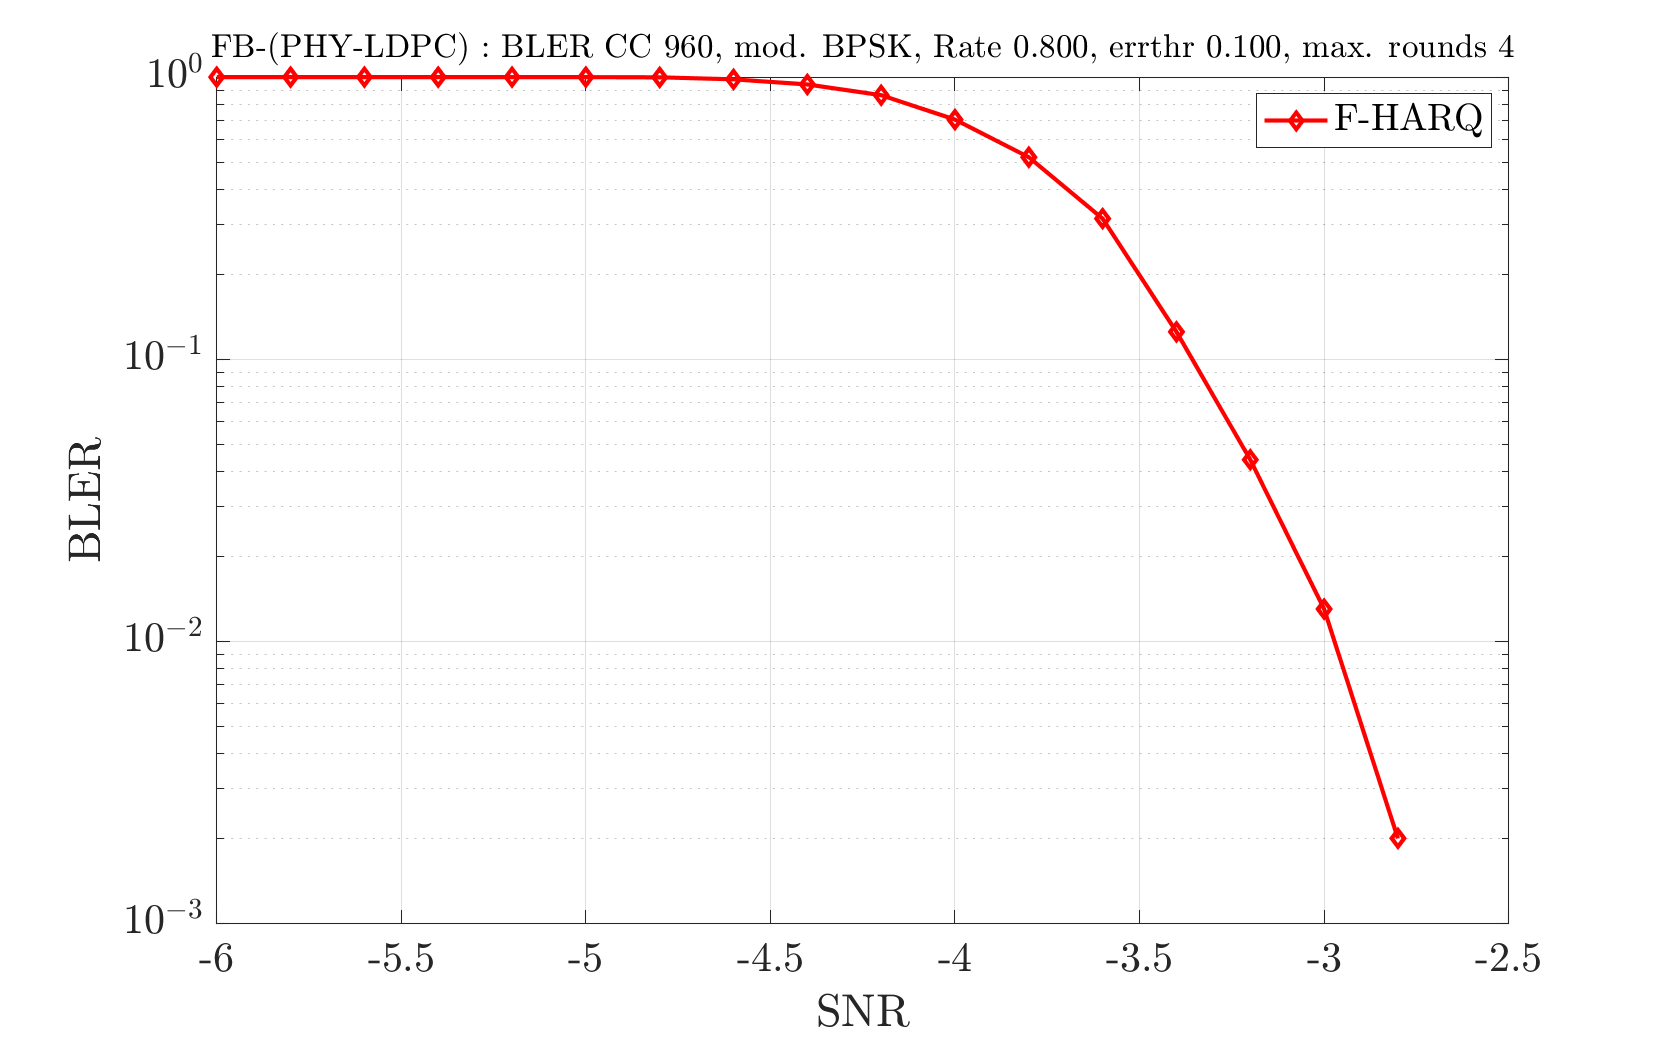 FB-(PHY-LDPC) : BLER CC 960, mod. BPSK, Rate 0.800, errthr 0.100, max. rounds 4
10^0
F-HARQ
10^{-1}
BLER
10^{-2}
10^{-3}
-6 -5.5 -5 -4.5 -4 -3.5 -3 -2.5
SNR